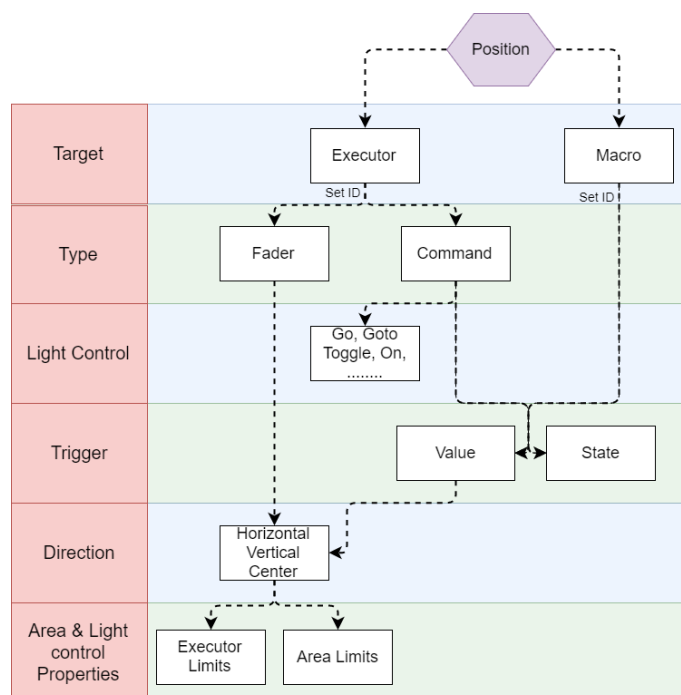 Position
Target
Executor
Macro
Set ID
Set ID
Type
Fader
Command
Light Control
Go, Goto
Toggle, On,
........
Trigger
Value
State
Direction
Horizontal
Vertical
Center
Area & Light
control
Properties
Executor
Limits
Area Limits